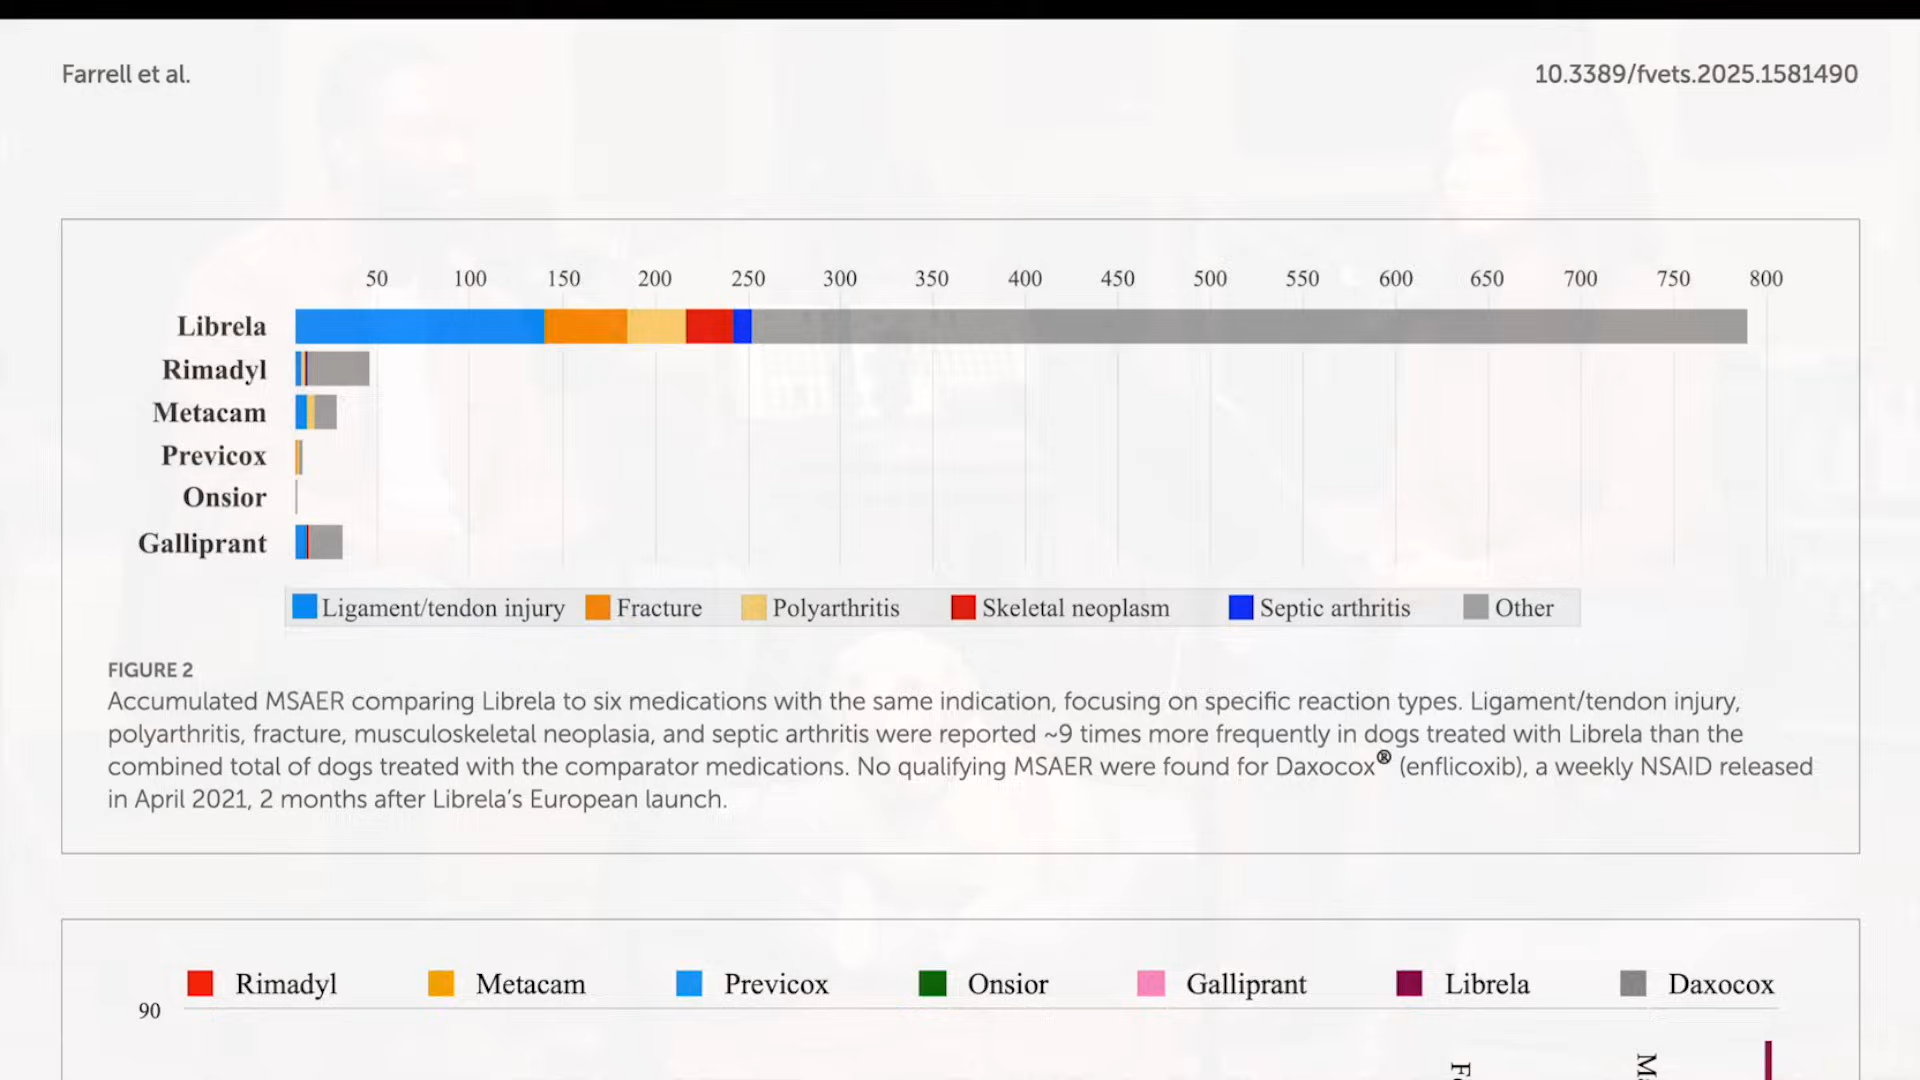 Farrell et al.
10.3389/fvets.2025.1581490
50 100 150 200 250 300 350 400 450 500 550 600 650 700 750 800
Librela
Rimadyl
Metacam
Previcox
Onsior
Galliprant
Ligament/tendon injury Fracture Polyarthritis Skeletal neoplasm Septic arthritis Other
FIGURE 2
Accumulated MSAER comparing Librela to six medications with the same indication, focusing on specific reaction types. Ligament/tendon injury,
polyarthritis, fracture, musculoskeletal neoplasia, and septic arthritis were reported ~9 times more frequently in dogs treated with Librela than the
combined total of dogs treated with the comparator medications. No qualifying MSAER were found for Daxocox® (enflicoxib), a weekly NSAID released
in April 2021, 2 months after Librela's European launch.
Rimadyl Metacam Previcox Onsior Galliprant Librela Daxocox
90